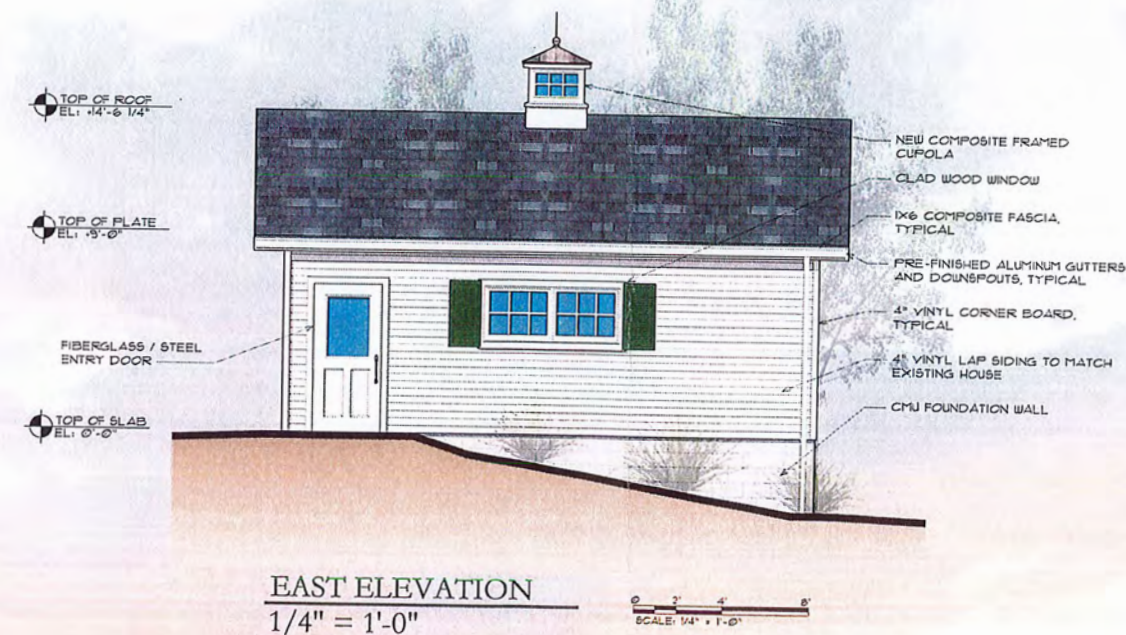 TOP OF ROOF
EL: +14'-6 1/4"
TOP OF PLATE
EL: +9'-0"
FIBERGLASS / STEEL
ENTRY DOOR
TOP OF SLAB
EL: 0'-0"
NEW COMPOSITE FRAMED
CUPOLA
CLAD WOOD WINDOW
1X6 COMPOSITE FASCIA,
TYPICAL
PRE-FINISHED ALUMINUM GUTTERS
AND DOWNSPOUTS, TYPICAL
4" VINYL CORNER BOARD,
TYPICAL
4" VINYL LAP SIDING TO MATCH
EXISTING HOUSE
CMU FOUNDATION WALL
EAST ELEVATION
1/4" = 1'-0"
0 2' 4' 8'
SCALE: 1/4" = 1'-0"